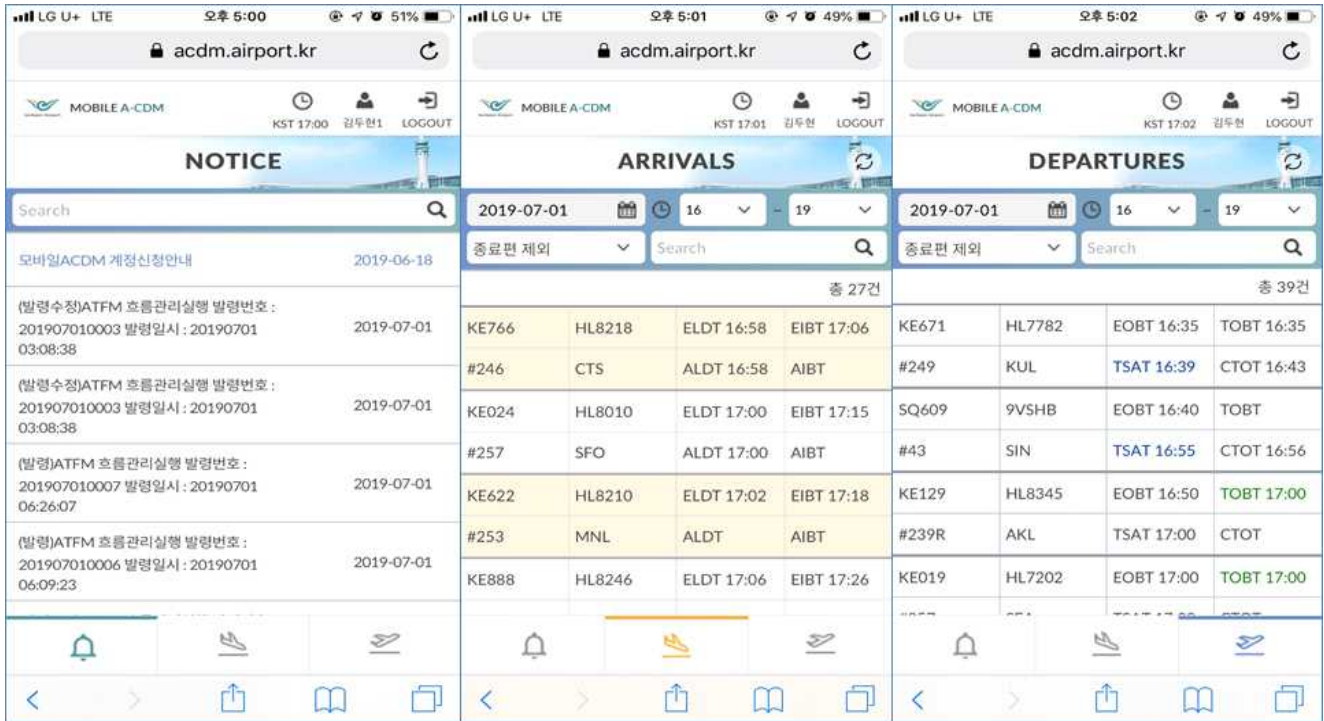 LG U+ LTE 오후 5:00 51%
acdm.airport.kr
MOBILE A-CDM
KST 17:00 김두현1 LOGOUT
NOTICE
Search
모바일ACDM 계정신청안내 2019-06-18
(발령수정)ATFM 흐름관리실행 발령번호 :
201907010003 발령일시 : 20190701 2019-07-01
03:08:38
(발령수정)ATFM 흐름관리실행 발령번호 :
201907010003 발령일시 : 20190701 2019-07-01
03:08:38
(발령)ATFM 흐름관리실행 발령번호 :
201907010007 발령일시 : 20190701 2019-07-01
06:26:07
(발령)ATFM 흐름관리실행 발령번호 :
201907010006 발령일시 : 20190701 2019-07-01
06:09:23
LG U+ LTE 오후 5:01 49%
acdm.airport.kr
MOBILE A-CDM
KST 17:01 김두현 LOGOUT
ARRIVALS
2019-07-01 16 - 19
종료편 제외 Search
총 27건
KE766 HL8218 ELDT 16:58 EIBT 17:06
#246 CTS ALDT 16:58 AIBT
KE024 HL8010 ELDT 17:00 EIBT 17:15
#257 SFO ALDT 17:00 AIBT
KE622 HL8210 ELDT 17:02 EIBT 17:18
#253 MNL ALDT AIBT
KE888 HL8246 ELDT 17:06 EIBT 17:26
LG U+ LTE 오후 5:02 49%
acdm.airport.kr
MOBILE A-CDM
KST 17:02 김두현 LOGOUT
DEPARTURES
2019-07-01 16 - 19
종료편 제외 Search
총 39건
KE671 HL7782 EOBT 16:35 TOBT 16:35
#249 KUL TSAT 16:39 CTOT 16:43
SQ609 9VSHB EOBT 16:40 TOBT
#43 SIN TSAT 16:55 CTOT 16:56
KE129 HL8345 EOBT 16:50 TOBT 17:00
#239R AKL TSAT 17:00 CTOT
KE019 HL7202 EOBT 17:00 TOBT 17:00